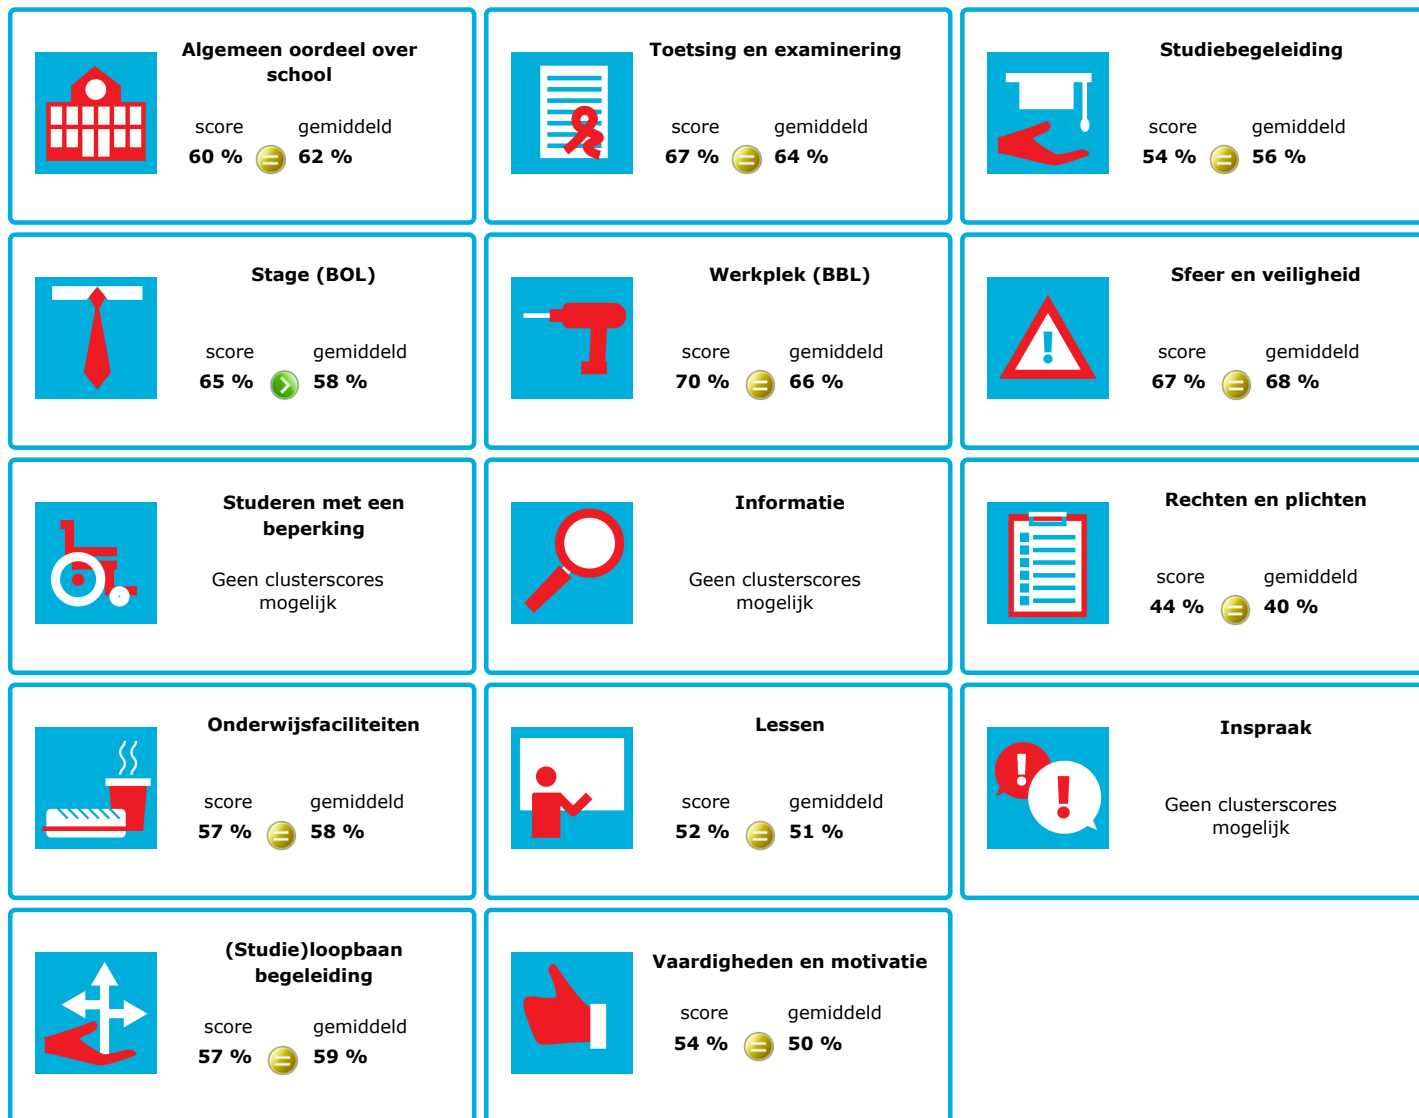 Algemeen oordeel over
school
score gemiddeld
60 % 62 %
Toetsing en examinering
score gemiddeld
67 % 64 %
Studiebegeleiding
score gemiddeld
54 % 56 %
Stage (BOL)
score gemiddeld
65 % 58 %
Werkplek (BBL)
score gemiddeld
70 % 66 %
Sfeer en veiligheid
score gemiddeld
67 % 68 %
Studeren met een
beperking
Geen clusterscores
mogelijk
Informatie
Geen clusterscores
mogelijk
Rechten en plichten
score gemiddeld
44 % 40 %
Onderwijsfaciliteiten
score gemiddeld
57 % 58 %
Lessen
score gemiddeld
52 % 51 %
Inspraak
Geen clusterscores
mogelijk
(Studie)loopbaan
begeleiding
score gemiddeld
57 % 59 %
Vaardigheden en motivatie
score gemiddeld
54 % 50 %